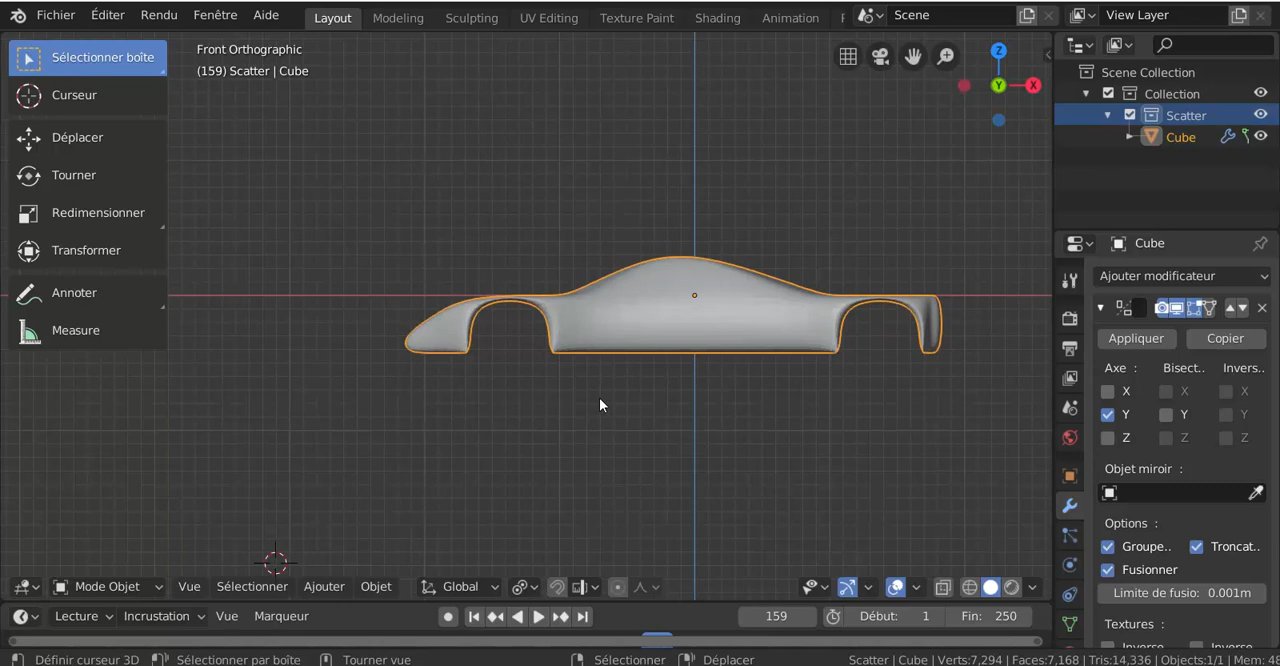 Fichier Éditer Rendu Fenêtre Aide Layout Modeling Sculpting UV Editing Texture Paint Shading Animation Scene View Layer
Sélectionner boîte
Curseur
Déplacer
Tourner
Redimensionner
Transformer
Annoter
Measure
Front Orthographic
(159) Scatter | Cube
Z
Y
X
Scene Collection
Collection
Scatter
Cube
Cube
Ajouter modificateur
Appliquer Copier
Axe : Bisect.. Invers..
X X X
Y Y Y
Z Z Z
Objet miroir :
Options :
Groupe.. Troncat..
Fusionner
Limite de fusio: 0.001m
Textures :
Mode Objet Vue Sélectionner Ajouter Objet Global
Lecture Incrustation Vue Marqueur 159 Début: 1 Fin: 250
Définir curseur 3D Sélectionner par boîte Tourner vue Sélectionner Déplacer Scatter | Cube | Verts:7,294 | Faces:7,168 | Tris:14,336 | Objects:1/1 | Mem: 48